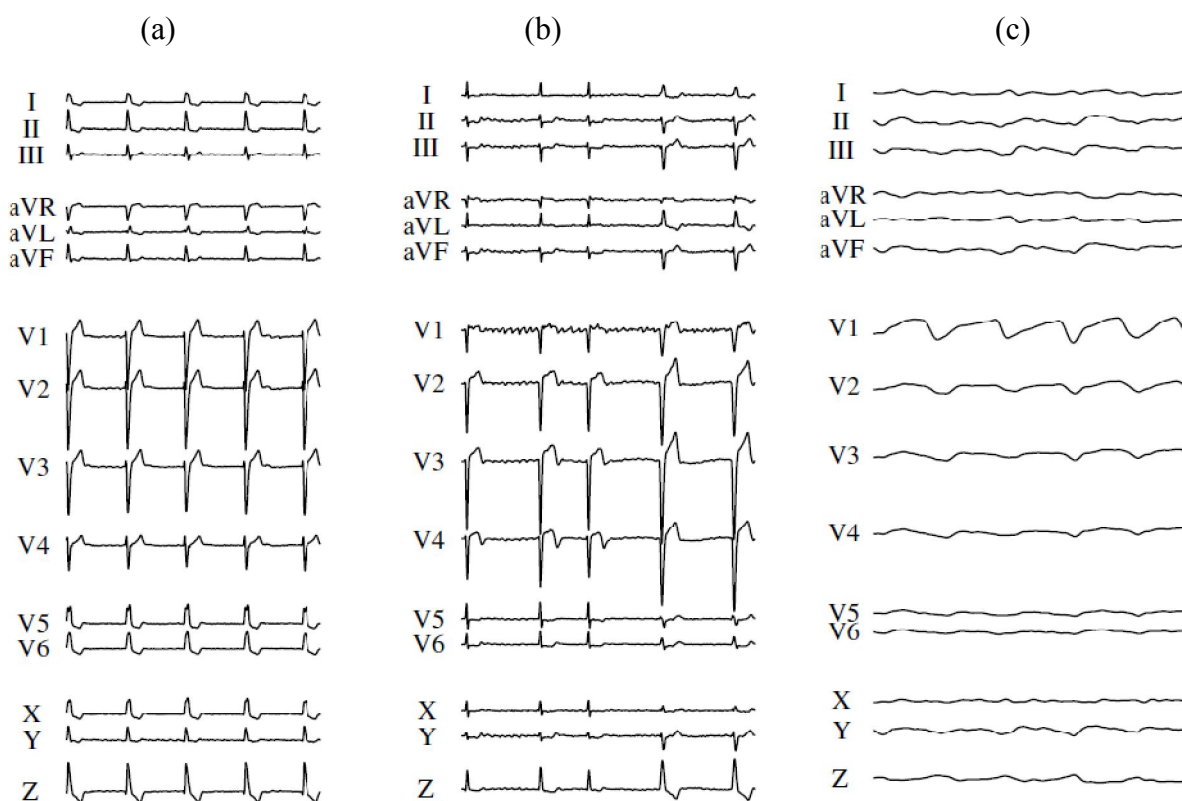 (a) (b) (c)
I I I
II II II
III III III
aVR aVR aVR
aVL aVL aVL
aVF aVF aVF
V1 V1 V1
V2 V2 V2
V3 V3 V3
V4 V4 V4
V5 V5 V5
V6 V6 V6
X X X
Y Y Y
Z Z Z